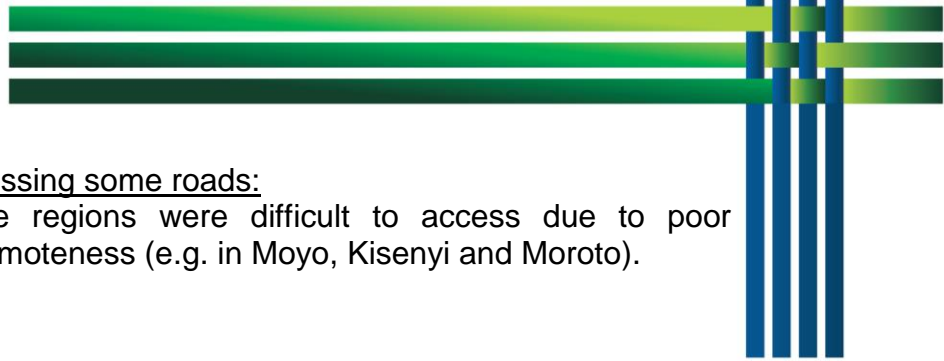 ssing some roads:
e regions were difficult to access due to poor
moteness (e.g. in Moyo, Kisenyi and Moroto).